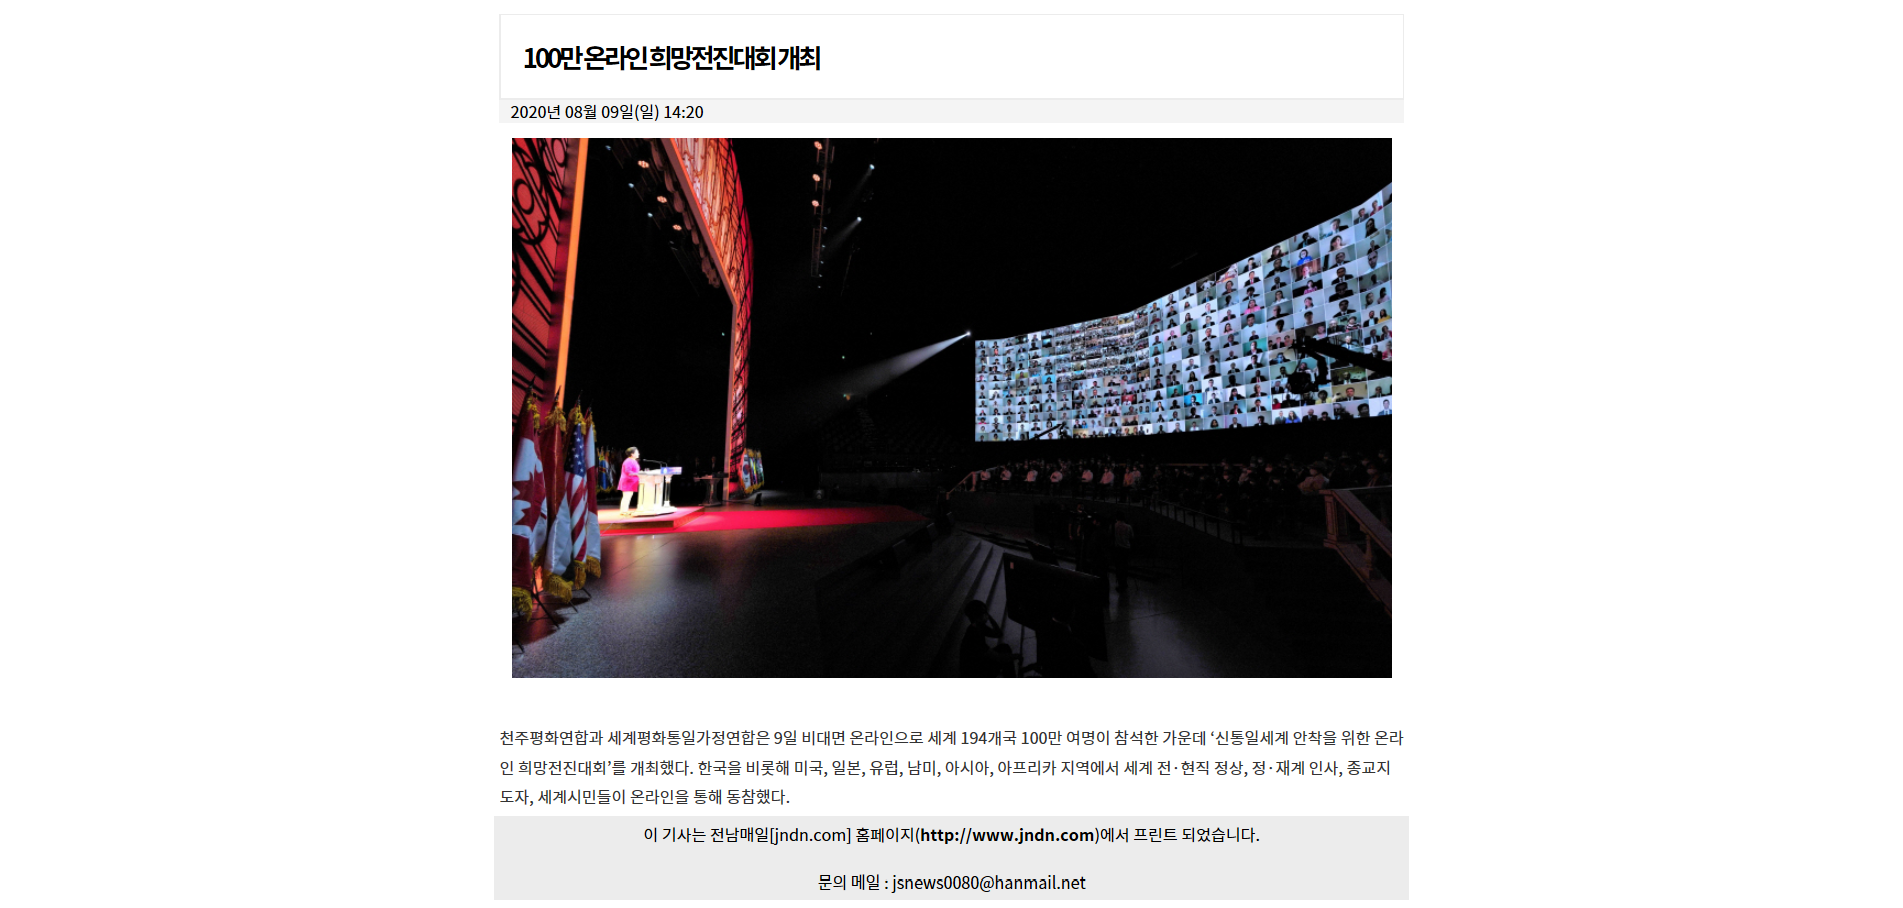 100만 온라인 희망전진대회 개최
2020년 08월 09일(일) 14:20
천주평화연합과 세계평화통일가정연합은 9일 비대면 온라인으로 세계 194개국 100만 여명이 참석한 가운데 ‘신통일세계 안착을 위한 온라
인 희망전진대회’를 개최했다. 한국을 비롯해 미국, 일본, 유럽, 남미, 아시아, 아프리카 지역에서 세계 전·현직 정상, 정·재계 인사, 종교지
도자, 세계시민들이 온라인을 통해 동참했다.
이 기사는 전남매일[jndn.com] 홈페이지(http://www.jndn.com)에서 프린트 되었습니다.
문의 메일 : jsnews0080@hanmail.net